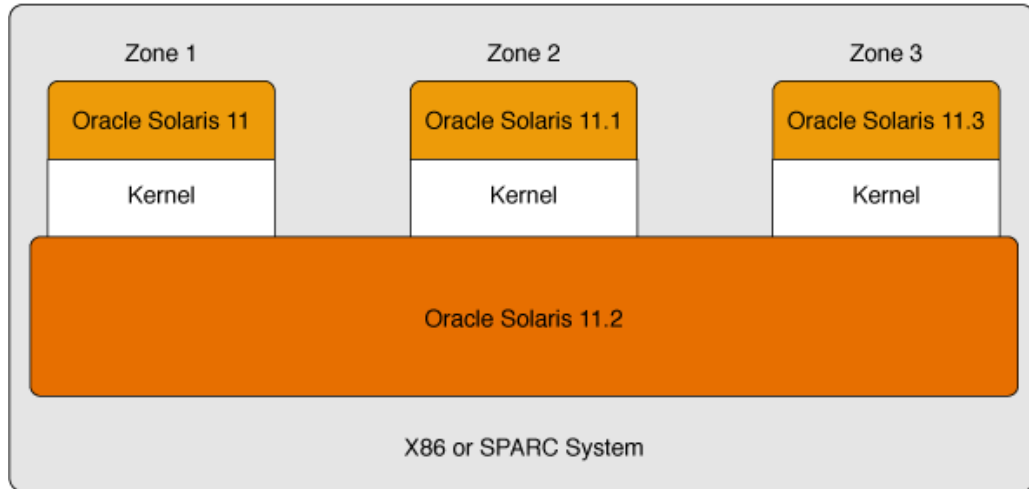 Zone 1
Zone 2
Zone 3
Oracle Solaris 11
Oracle Solaris 11.1
Oracle Solaris 11.3
Kernel
Kernel
Kernel
Oracle Solaris 11.2
X86 or SPARC System